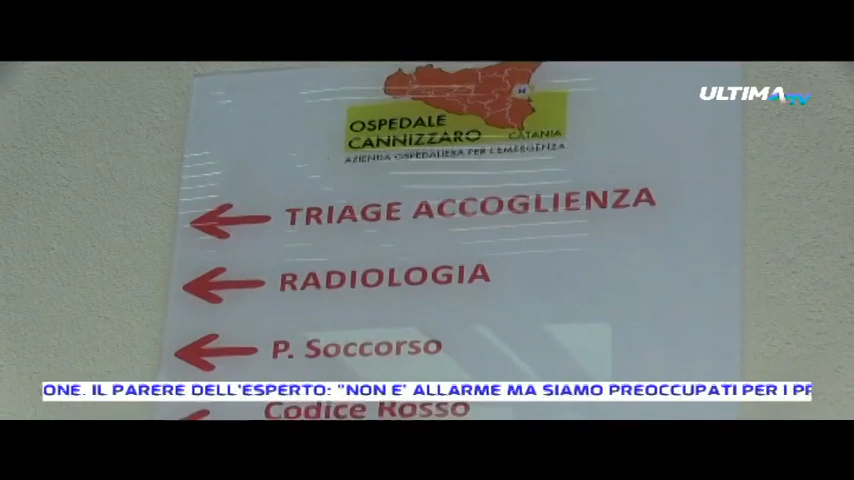 ULTIMA TV
H
OSPEDALE
CANNIZZARO CATANIA
AZIENDA OSPEDALIERA PER L'EMERGENZA
TRIAGE ACCOGLIENZA
RADIOLOGIA
P. SOCCORSO
ONE. IL PARERE DELL'ESPERTO: "NON E' ALLARME MA SIAMO PREOCCUPATI PER I PR
Codice Rosso